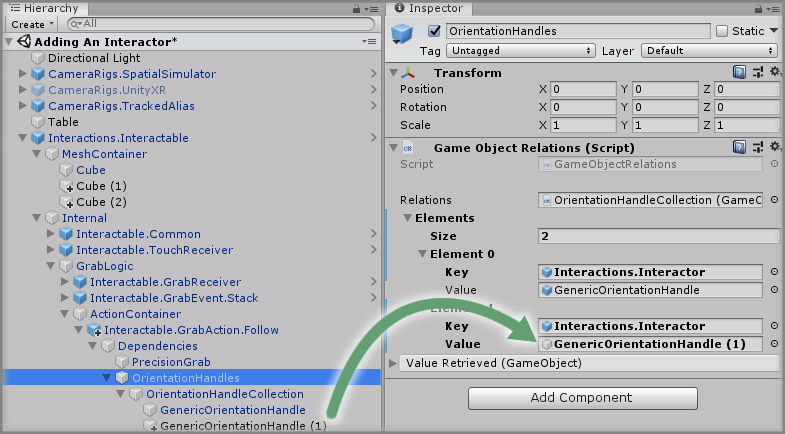 Hierarchy
Create
All
Adding An Interactor*
Directional Light
CameraRigs.SpatialSimulator
CameraRigs.UnityXR
CameraRigs.TrackedAlias
Table
Interactions.Interactable
MeshContainer
Cube
Cube (1)
Cube (2)
Internal
Interactable.Common
Interactable.TouchReceiver
GrabLogic
Interactable.GrabReceiver
Interactable.GrabEvent.Stack
ActionContainer
Interactable.GrabAction.Follow
Dependencies
PrecisionGrab
OrientationHandles
OrientationHandleCollection
GenericOrientationHandle
GenericOrientationHandle (1)
Inspector
OrientationHandles Static
Tag Untagged Layer Default
Transform
Position X 0 Y 0 Z 0
Rotation X 0 Y 0 Z 0
Scale X 1 Y 1 Z 1
Game Object Relations (Script)
Script GameObjectRelations
Relations OrientationHandleCollection (GameO
Elements
Size 2
Element 0
Key Interactions.Interactor
Value GenericOrientationHandle
Element 1
Key Interactions.Interactor
Value GenericOrientationHandle (1)
Value Retrieved (GameObject)
Add Component